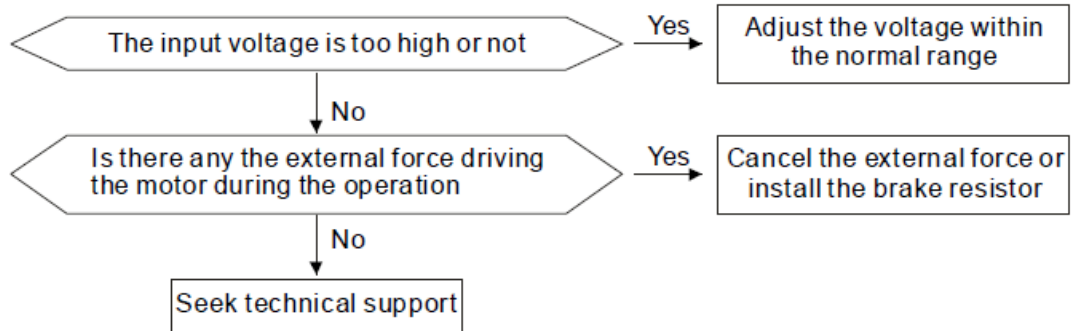 The input voltage is too high or not
Yes
Adjust the voltage within
the normal range
No
Is there any the external force driving
the motor during the operation
Yes
Cancel the external force or
install the brake resistor
No
Seek technical support